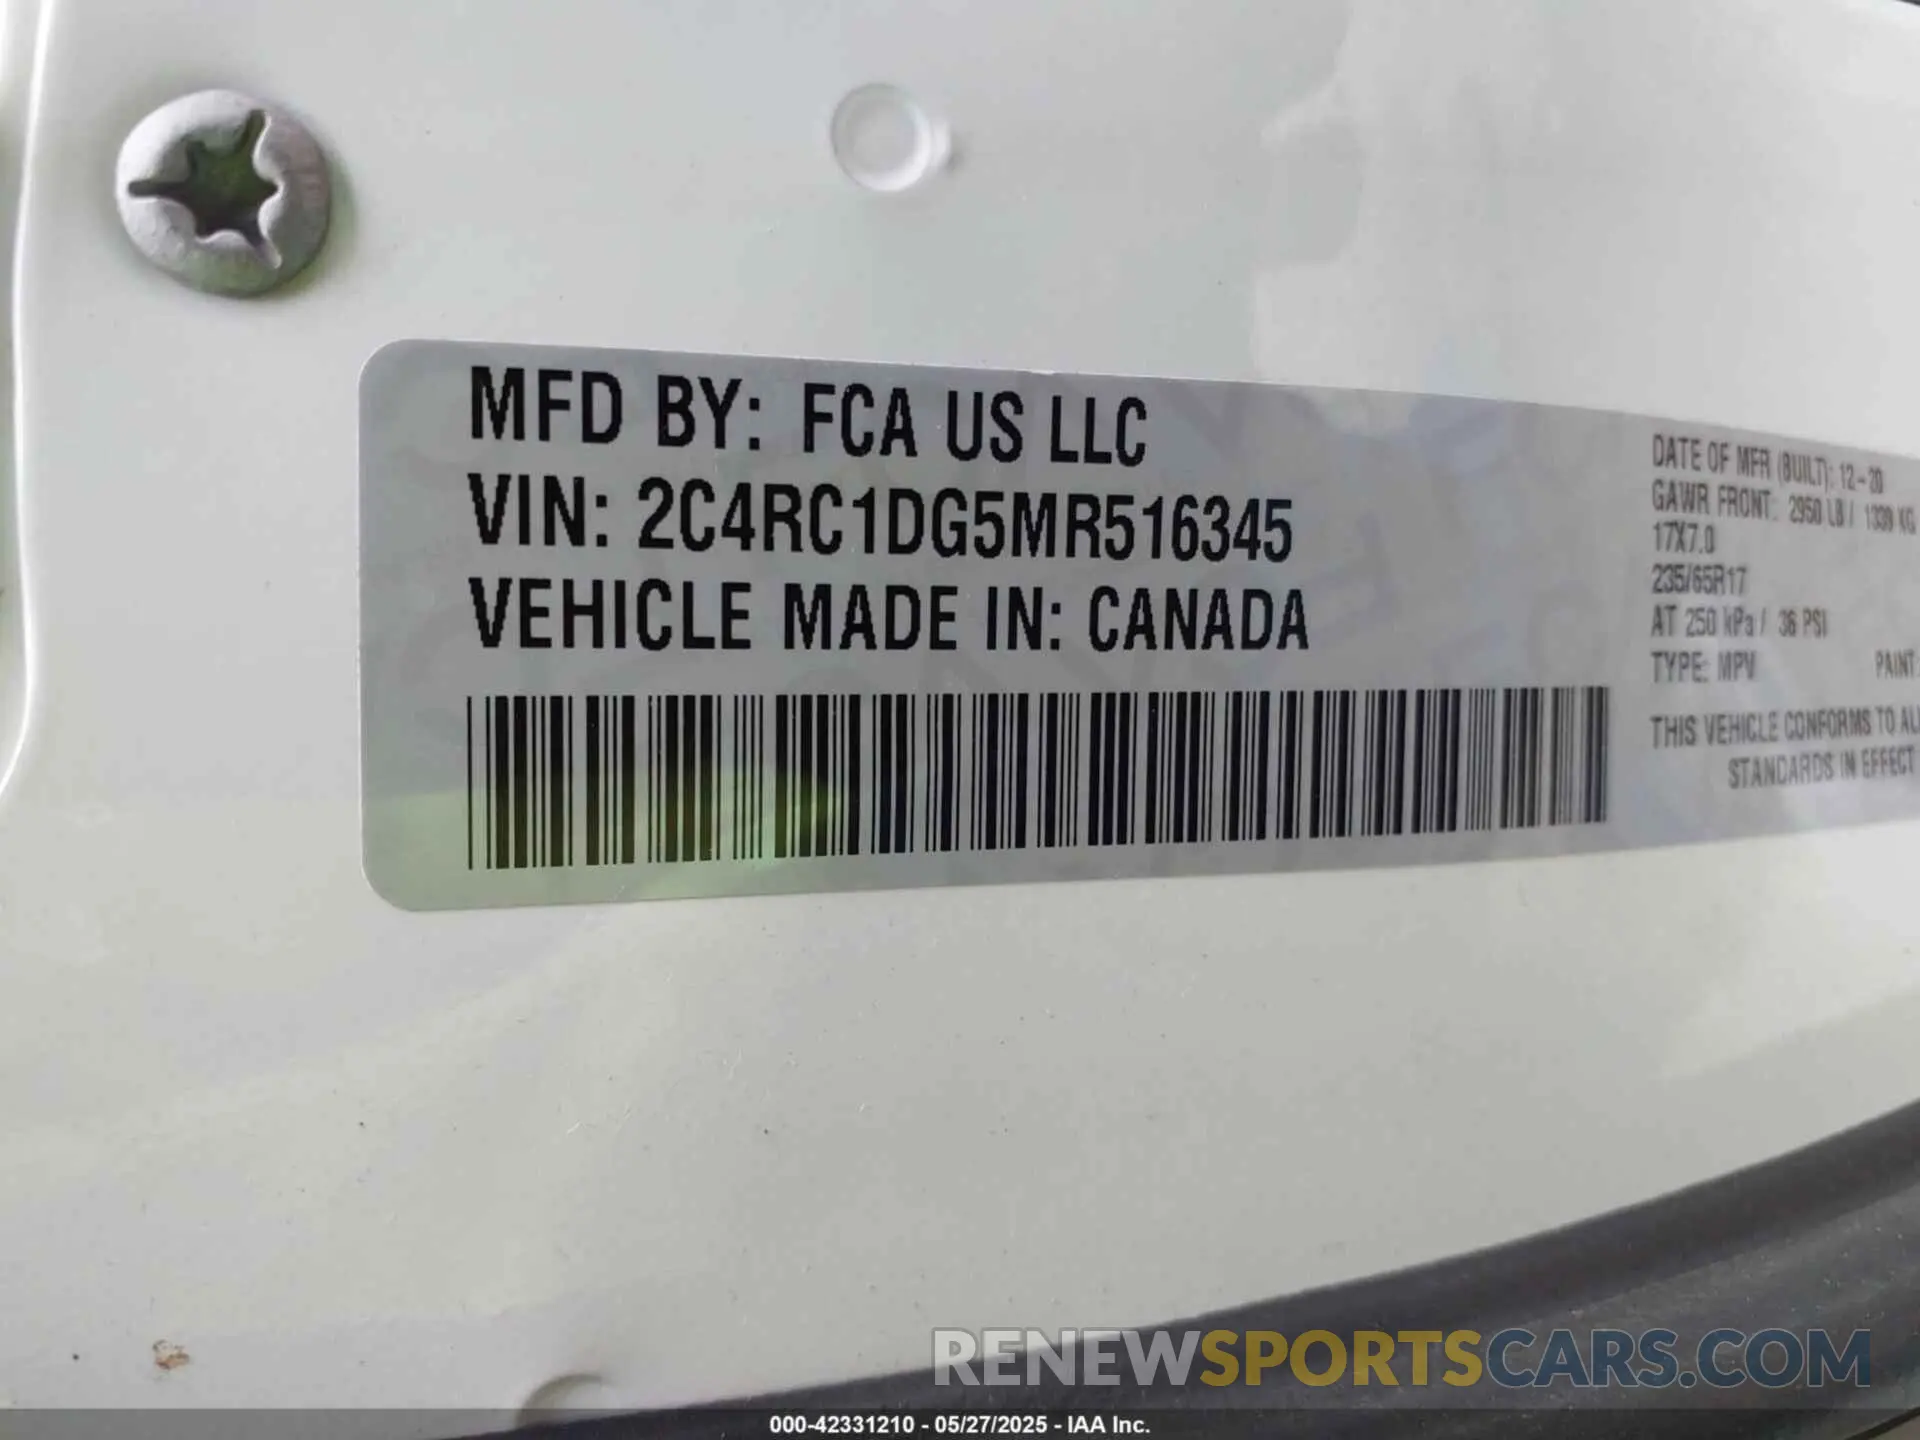 MFD BY: FCA US LLC
VIN: 2C4RC1DG5MR516345
VEHICLE MADE IN: CANADA
DATE OF MFR (BUILT): 12-20
GAWR FRONT: 2950 LB / 1339 KG
17X7.0
235/65R17
AT 250 kPa / 36 PSI
TYPE: MPV PAINT:
THIS VEHICLE CONFORMS TO
STANDARDS IN EFFECT
RENEWSPORTSCARS.COM
000-42331210 - 05/27/2025 - IAA Inc.